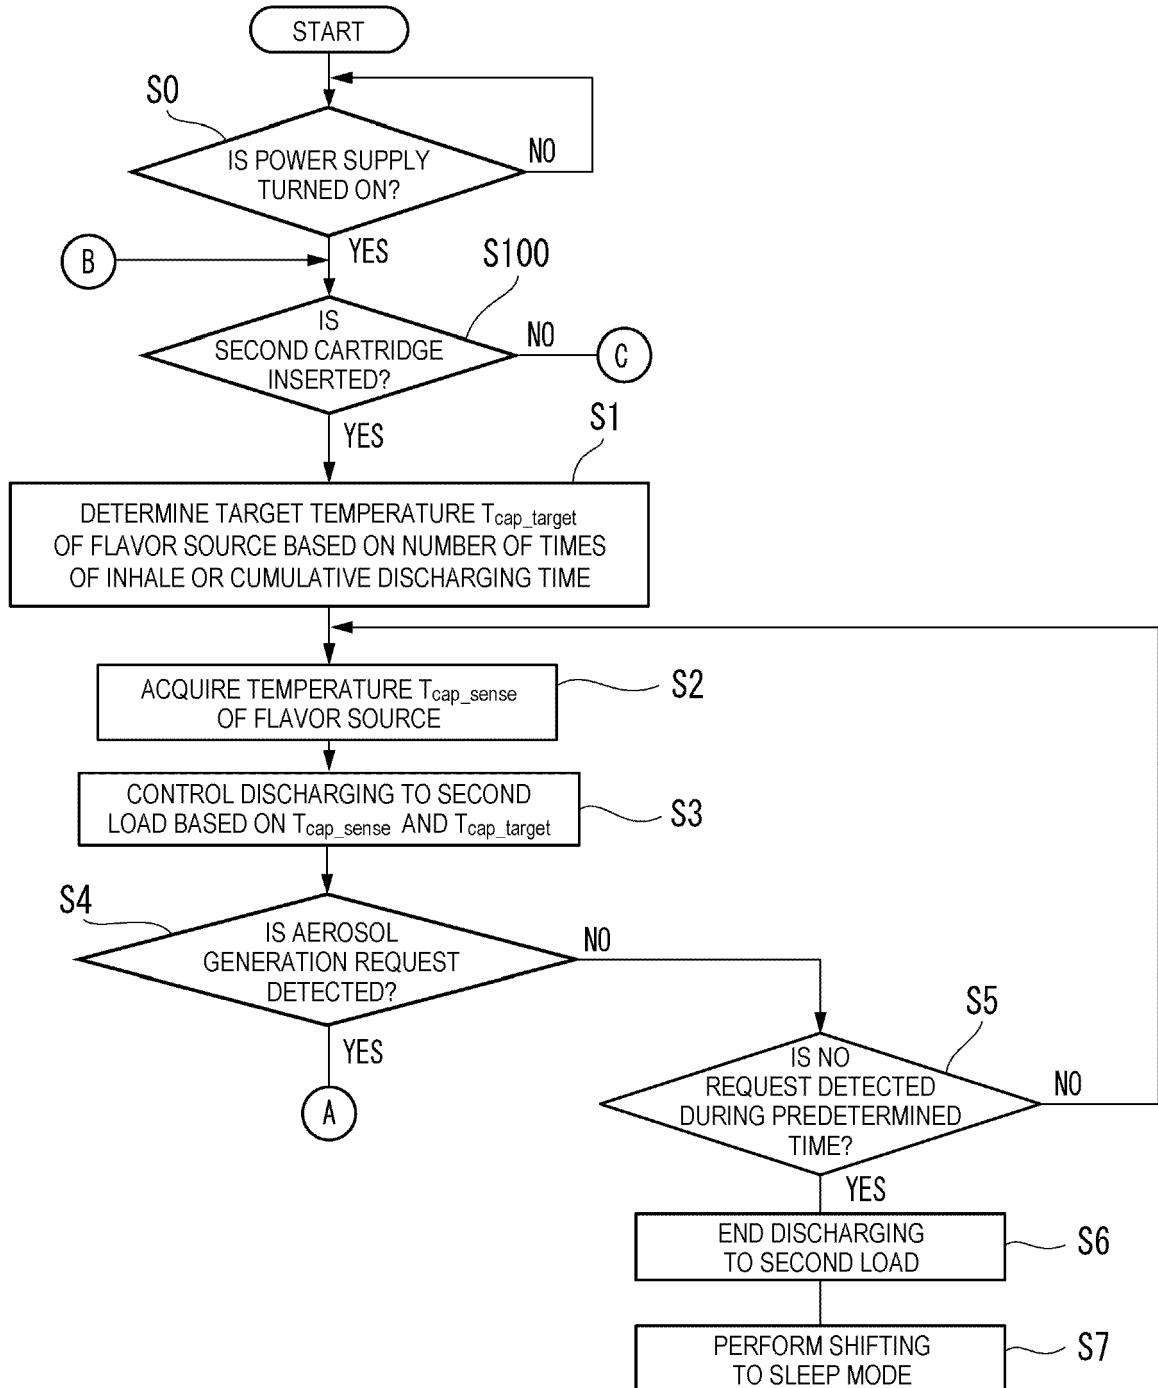 START
S0
IS POWER SUPPLY
TURNED ON?
NO
YES
B
S100
IS
SECOND CARTRIDGE
INSERTED?
NO
C
YES
S1
DETERMINE TARGET TEMPERATURE Tcap_target
OF FLAVOR SOURCE BASED ON NUMBER OF TIMES
OF INHALE OR CUMULATIVE DISCHARGING TIME
ACQUIRE TEMPERATURE Tcap_sense
OF FLAVOR SOURCE
S2
CONTROL DISCHARGING TO SECOND
LOAD BASED ON Tcap_sense AND Tcap_target
S3
S4
IS AEROSOL
GENERATION REQUEST
DETECTED?
NO
YES
A
S5
IS NO
REQUEST DETECTED
DURING PREDETERMINED
TIME?
NO
YES
END DISCHARGING
TO SECOND LOAD
S6
PERFORM SHIFTING
TO SLEEP MODE
S7